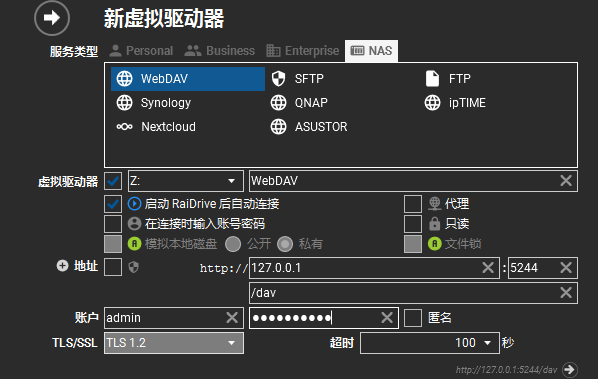 新虚拟驱动器
服务类型 Personal Business Enterprise NAS
WebDAV SFTP FTP
Synology QNAP ipTIME
Nextcloud ASUSTOR
虚拟驱动器 Z: WebDAV
启动 RaiDrive 后自动连接 代理
在连接时输入账号密码 只读
A 模拟本地磁盘 公开 私有 A 文件锁
地址 http:// 127.0.0.1 : 5244
/dav
账户 admin ●●●●●●●●●● 匿名
TLS/SSL TLS 1.2 超时 100 秒
http://127.0.0.1:5244/dav